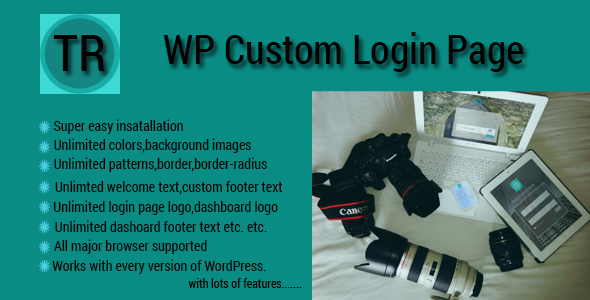 TR
WP Custom Login Page
Super easy insatallation
Unlimited colors,background images
Unlimited patterns,border,border-radius
Unlimted welcome text,custom footer text
Unlimited login page logo,dashboard logo
Unlimited dashoard footer text etc. etc.
All major browser supported
Works with every version of WordPress.
with lots of features.......
Canon